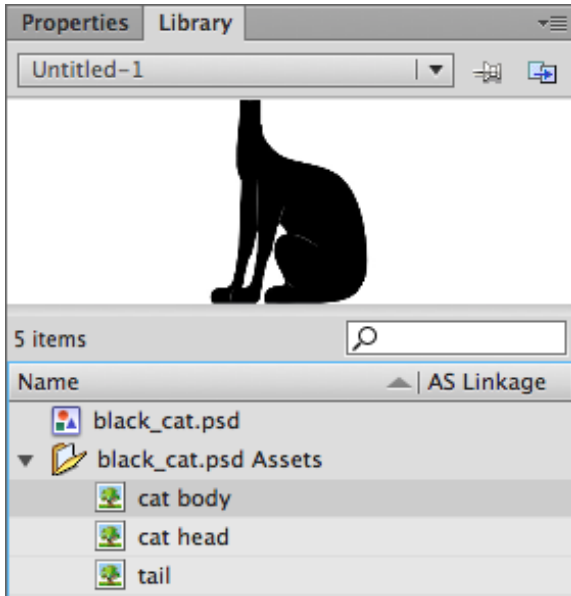 Properties Library
Untitled-1
5 items
Name AS Linkage
black_cat.psd
black_cat.psd Assets
cat body
cat head
tail